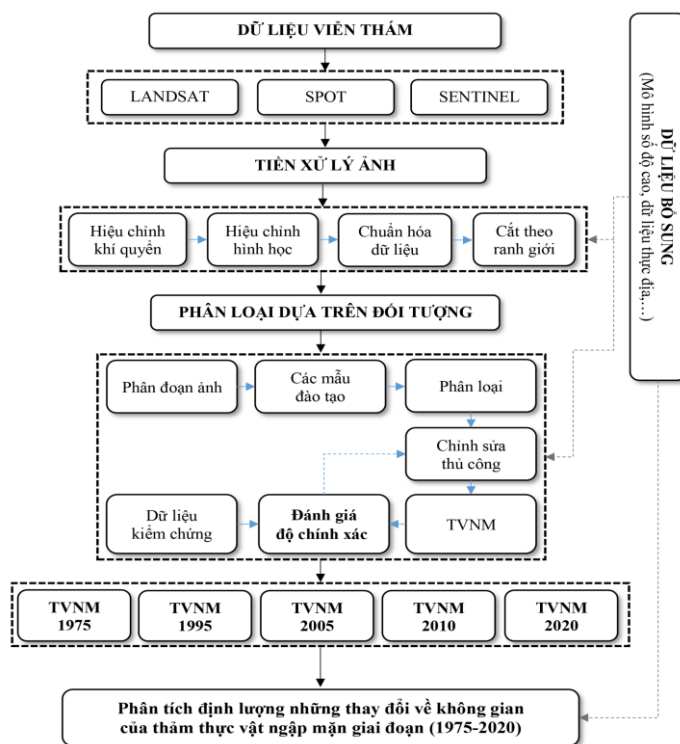 DỮ LIỆU VIỄN THÁM
LANDSAT
SPOT
SENTINEL
TIỀN XỬ LÝ ẢNH
Hiệu chỉnh
khí quyển
Hiệu chỉnh
hình học
Chuẩn hóa
dữ liệu
Cắt theo
ranh giới
PHÂN LOẠI DỰA TRÊN ĐỐI TƯỢNG
Phân đoạn ảnh
Các mẫu
đào tạo
Phân loại
Chỉnh sửa
thủ công
Dữ liệu
kiểm chứng
Đánh giá
độ chính xác
TVNM
TVNM
1975
TVNM
1995
TVNM
2005
TVNM
2010
TVNM
2020
Phân tích định lượng những thay đổi về không gian
của thảm thực vật ngập mặn giai đoạn (1975-2020)
DỮ LIỆU BỔ SUNG
(Mô hình số độ cao, dữ liệu thực địa,…)